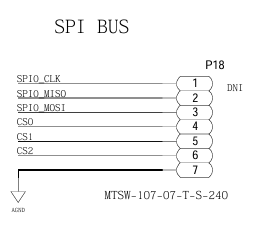 SPI BUS
P18
SPI0_CLK
1
DNI
SPI0_MISO
2
SPI0_MOSI
3
CS0
4
CS1
5
CS2
6
7
MTSW-107-07-T-S-240
AGND